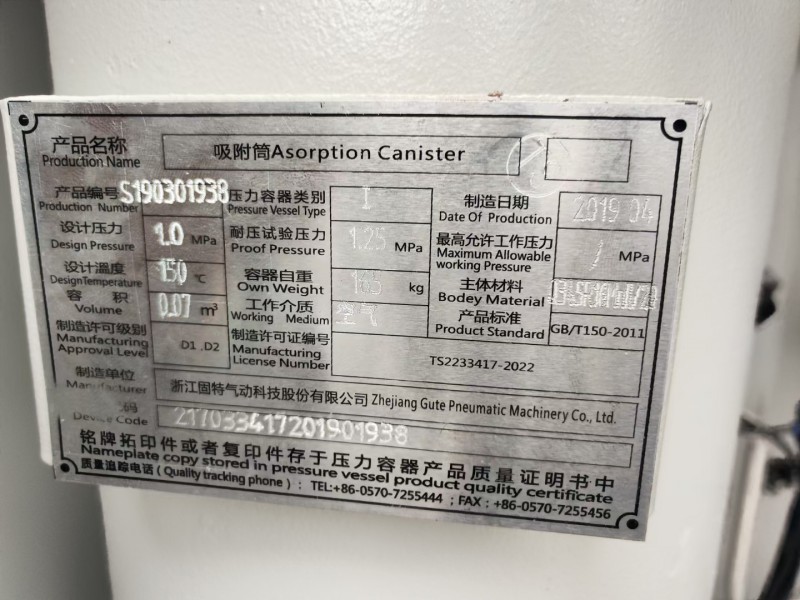 产品名称 吸附筒Asorption Canister
Production Name
产品编号 S190301938 压力容器类别 I 制造日期 2019 04
Production Number Pressure Vessel Type Date Of Production
设计压力 1.0 MPa 耐压试验压力 1.25 MPa 最高允许工作压力 / MPa
Design Pressure Proof Pressure Maximum Allowable
working Pressure
设计溫度 150 ℃ 容器自重 kg 主体材料
DesignTemperature Own Weight Bodey Material
容 积 0.07 m³ 工作介质 空气 产品标准 GB/T150-2011
Volume Working Medium Product Standard
制造许可级别 D1 .D2 制造许可证编号 TS2233417-2022
Manufacturing Manufacturing
Approval Level License Number
制造单位 浙江固特气动科技股份有限公司 Zhejiang Gute Pneumatic Machinery Co., Ltd.
Manufacturer
码 217033417201901938
Device Code
铭牌拓印件或者复印件存于压力容器产品质量证明书中
Nameplate copy stored in pressure vessel product quality certificate
质量追踪电话 (Quality tracking phone) : TEL:+86-0570-7255444 ; FAX : +86-0570-7255456